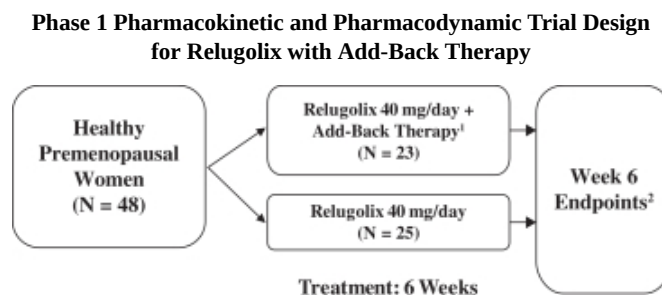 Phase 1 Pharmacokinetic and Pharmacodynamic Trial Design
for Relugolix with Add-Back Therapy
Healthy
Premenopausal
Women
(N = 48)
Relugolix 40 mg/day +
Add-Back Therapy¹
(N = 23)
Relugolix 40 mg/day
(N = 25)
Week 6
Endpoints²
Treatment: 6 Weeks